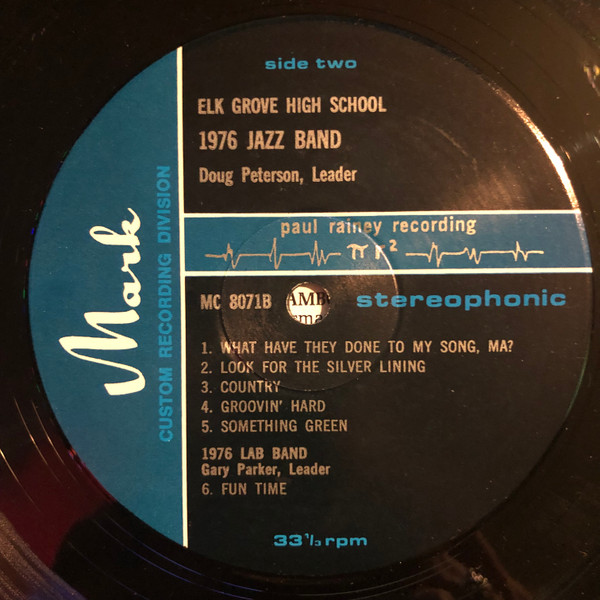 side two
ELK GROVE HIGH SCHOOL
1976 JAZZ BAND
Doug Peterson, Leader
Mark
CUSTOM RECORDING DIVISION
paul rainey recording
π r²
MC 8071B
stereophonic
1. WHAT HAVE THEY DONE TO MY SONG, MA?
2. LOOK FOR THE SILVER LINING
3. COUNTRY
4. GROOVIN' HARD
5. SOMETHING GREEN
1976 LAB BAND
Gary Parker, Leader
6. FUN TIME
33⅓ rpm